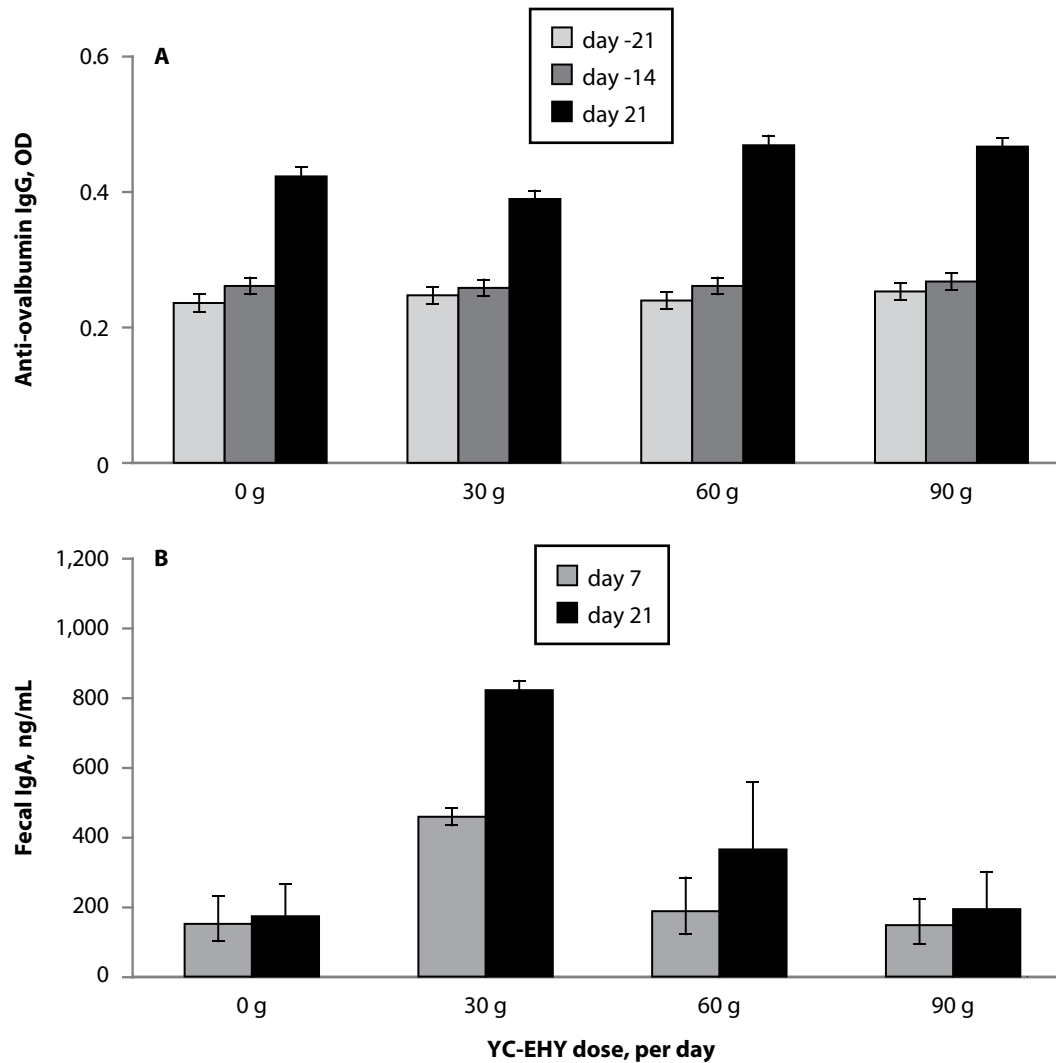 A
day -21
day -14
day 21
Anti-ovalbumin IgG, OD
0.6
0.4
0.2
0
0 g 30 g 60 g 90 g
B
day 7
day 21
Fecal IgA, ng/mL
1,200
1,000
800
600
400
200
0
0 g 30 g 60 g 90 g
YC-EHY dose, per day